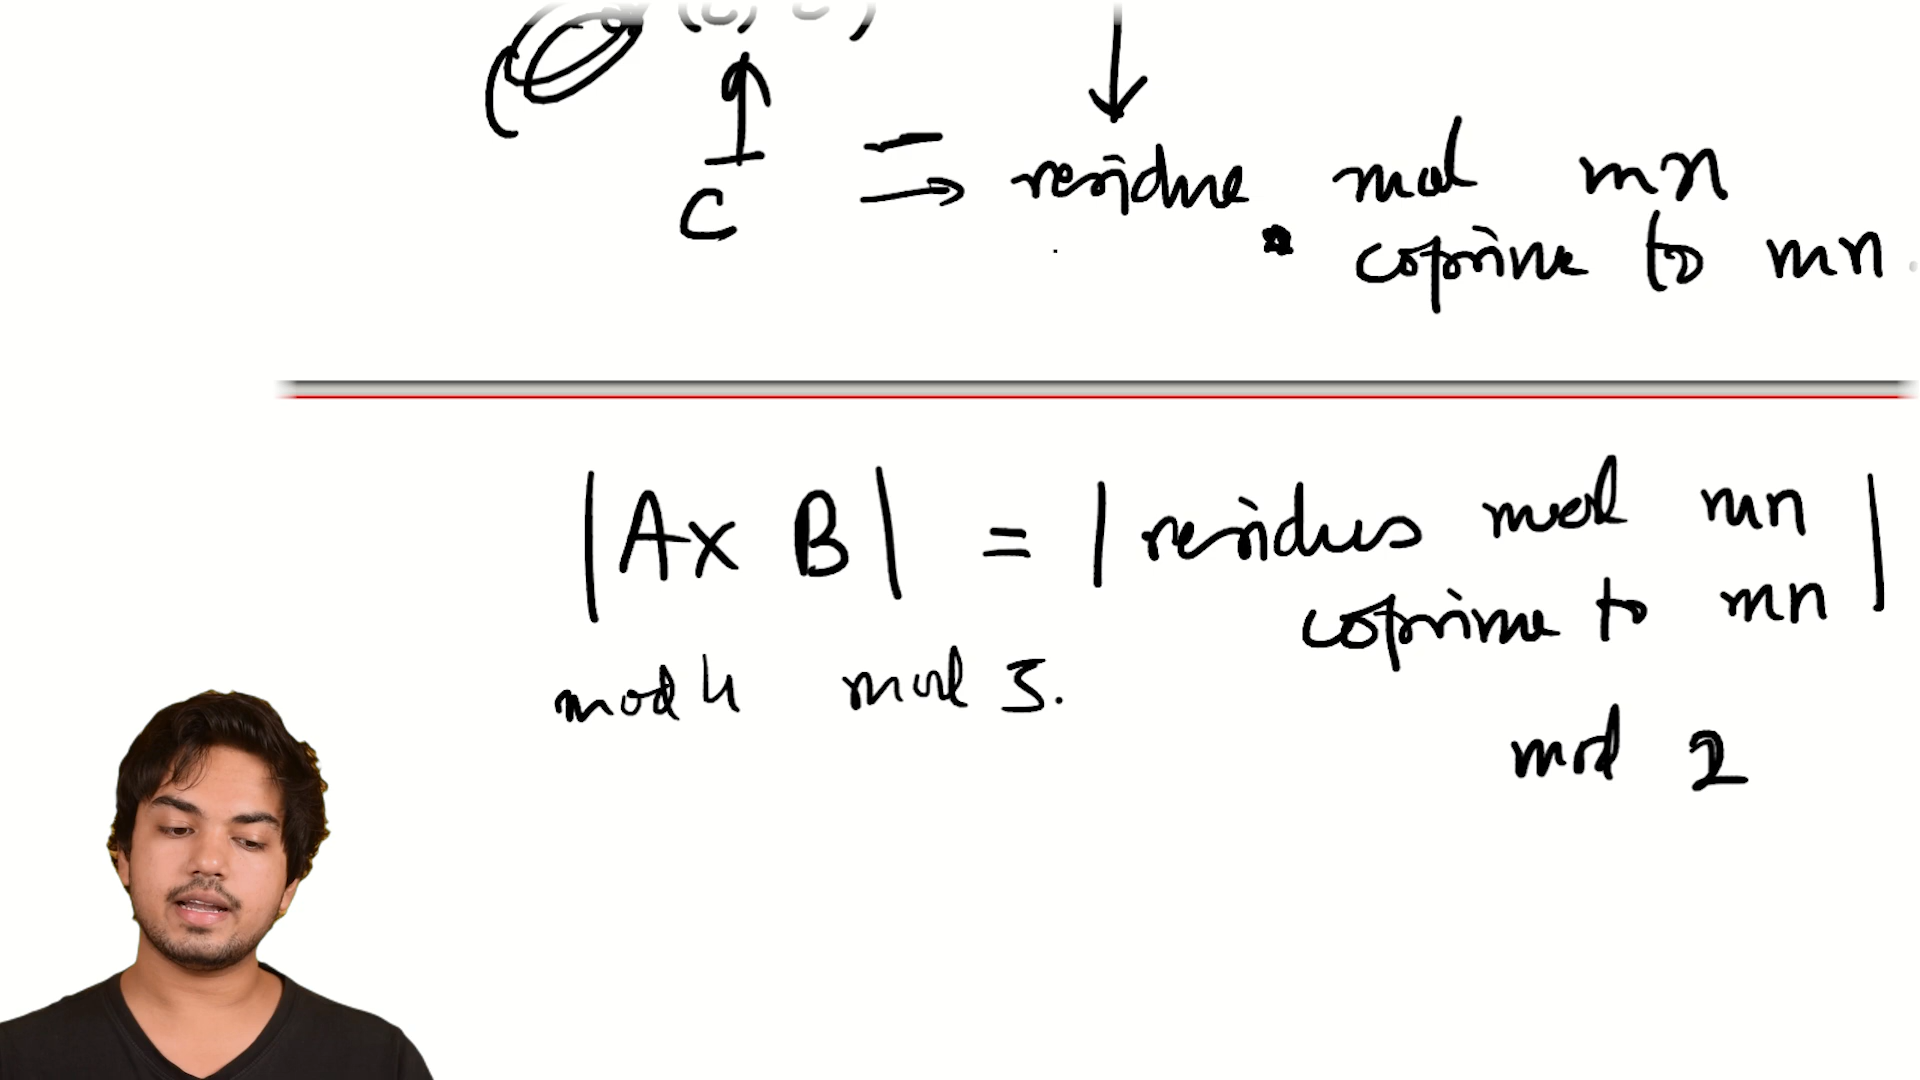 C ⇒ residue mod mn
coprime to mn.
|A× B| = | residues mod mn
coprime to mn |
mod 4 mod 3.
mod 2